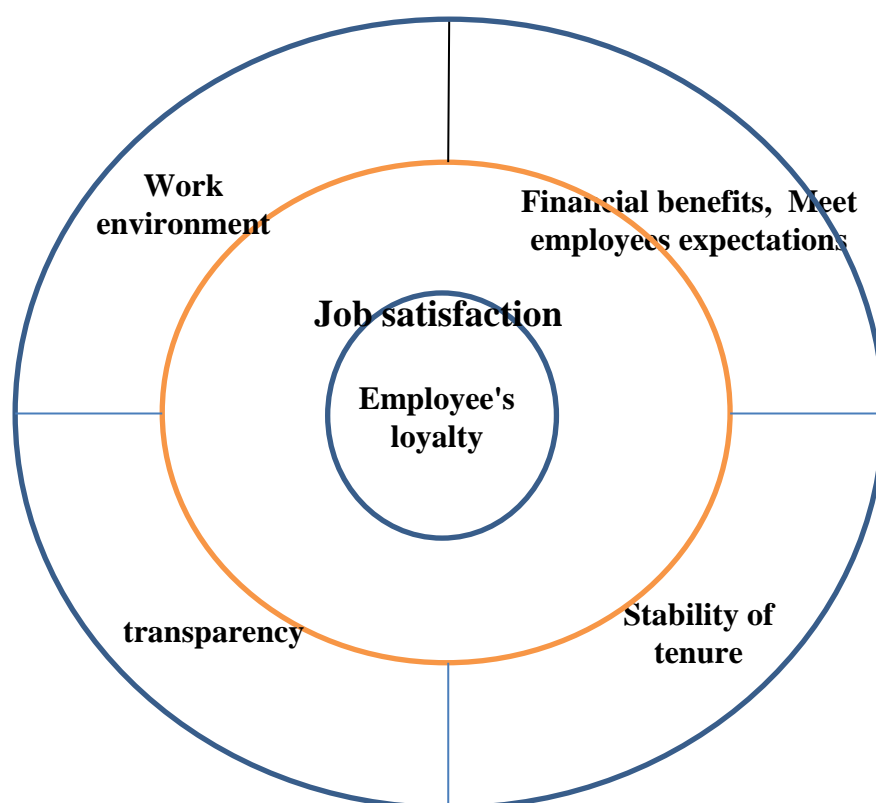 Work
environment
Financial benefits,  Meet
employees expectations
Job satisfaction
Employee's
loyalty
transparency
Stability of
tenure